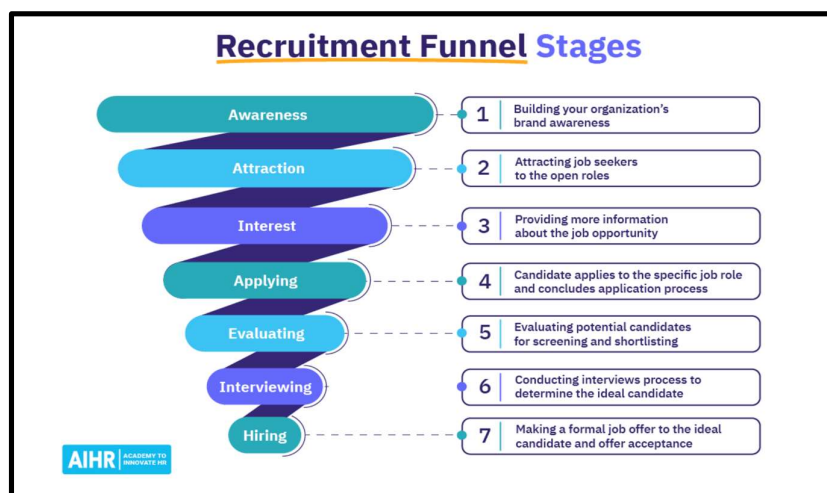 Recruitment Funnel Stages
Awareness
1
Building your organization's
brand awareness
Attraction
2
Attracting job seekers
to the open roles
Interest
3
Providing more information
about the job opportunity
Applying
4
Candidate applies to the specific job role
and concludes application process
Evaluating
5
Evaluating potential candidates
for screening and shortlisting
Interviewing
6
Conducting interviews process to
determine the ideal candidate
Hiring
7
Making a formal job offer to the ideal
candidate and offer acceptance
AIHR
ACADEMY TO
INNOVATE HR